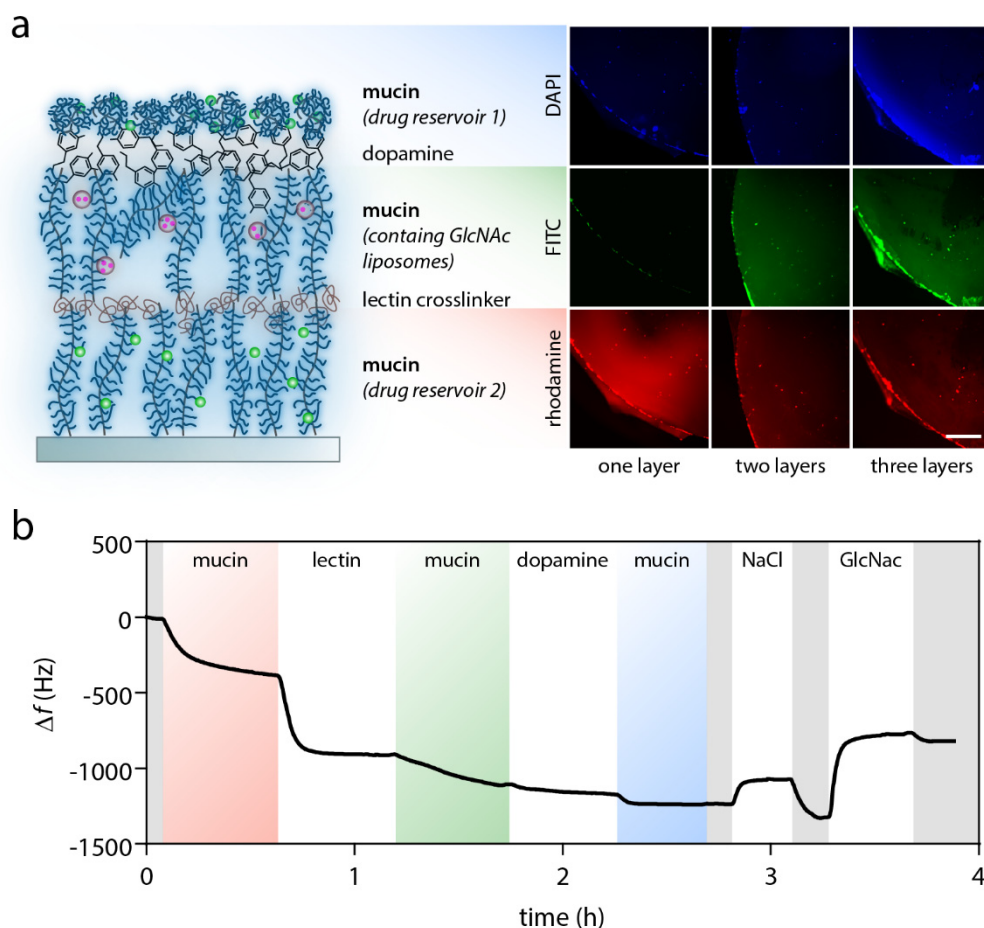 a
mucin
(drug reservoir 1)
dopamine
mucin
(containg GlcNAc
liposomes)
lectin crosslinker
mucin
(drug reservoir 2)
DAPI
FITC
rhodamine
one layer two layers three layers
b
mucin lectin mucin dopamine mucin NaCl GlcNac
500
0
-500
-1000
-1500
Δf (Hz)
0 1 2 3 4
time (h)